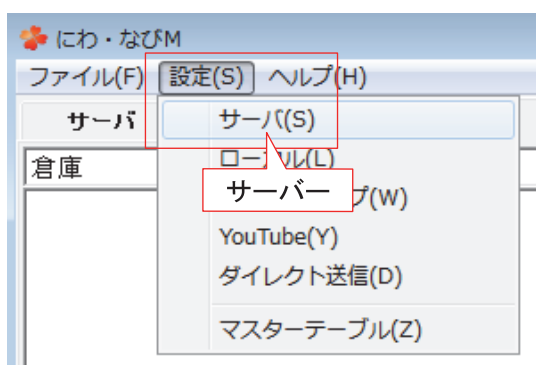 にわ・なびM
ファイル(F) 設定(S) ヘルプ(H)
サーバ
サーバ(S)
倉庫
ローカル(L)
サーバー
プ(W)
YouTube(Y)
ダイレクト送信(D)
マスターテーブル(Z)